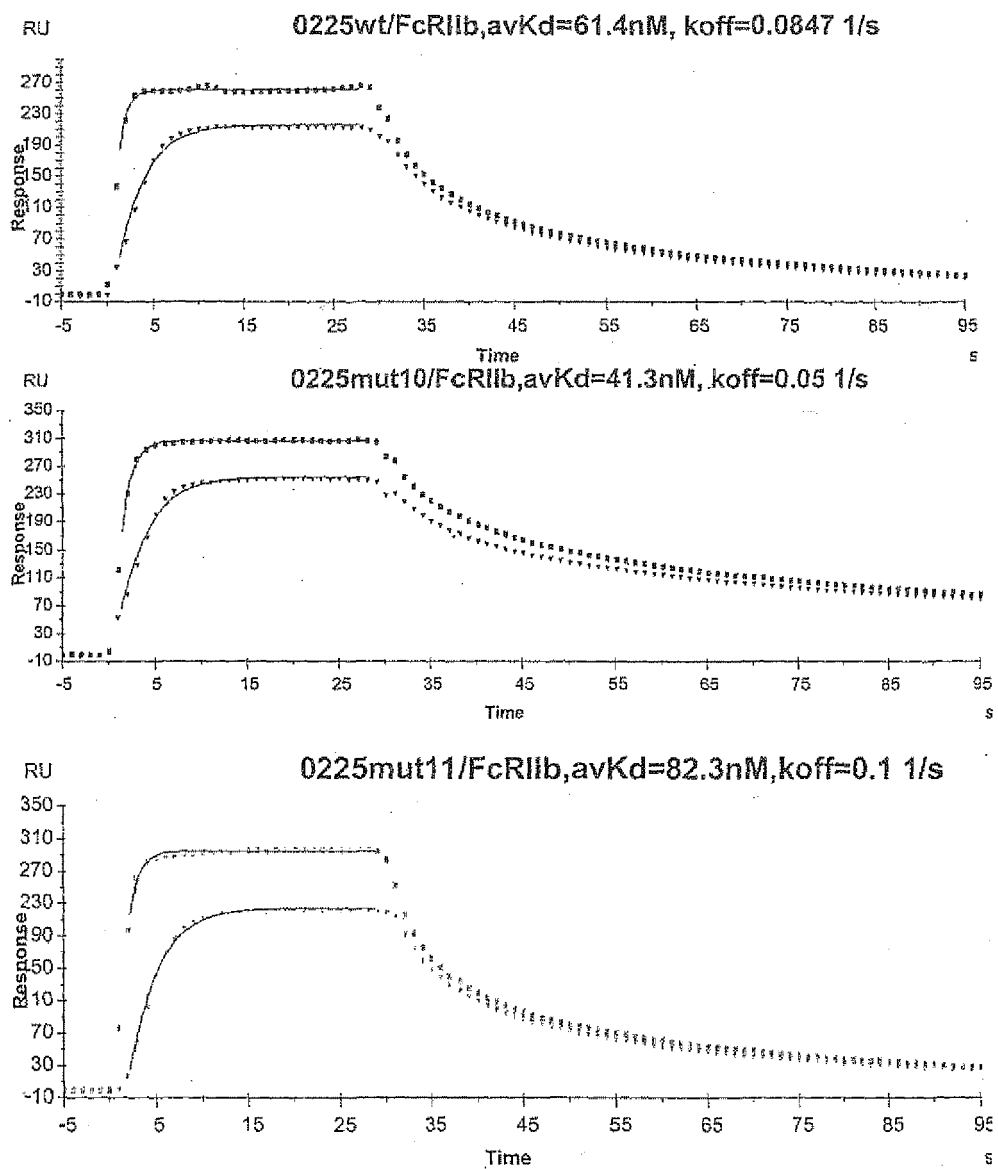 RU
0225wt/FcRIIb,avKd=61.4nM, koff=0.0847 1/s
270
230
190
150
110
70
30
-10
Response
-5 5 15 25 35 45 55 65 75 85 95
Time s
RU
0225mut10/FcRIIb,avKd=41.3nM, koff=0.05 1/s
350
310
270
230
190
150
110
70
30
-10
Response
-5 5 15 25 35 45 55 65 75 85 95
Time s
RU
0225mut11/FcRIIb,avKd=82.3nM,koff=0.1 1/s
350
310
270
230
190
150
110
70
30
-10
Response
-5 5 15 25 35 45 55 65 75 85 95
Time s